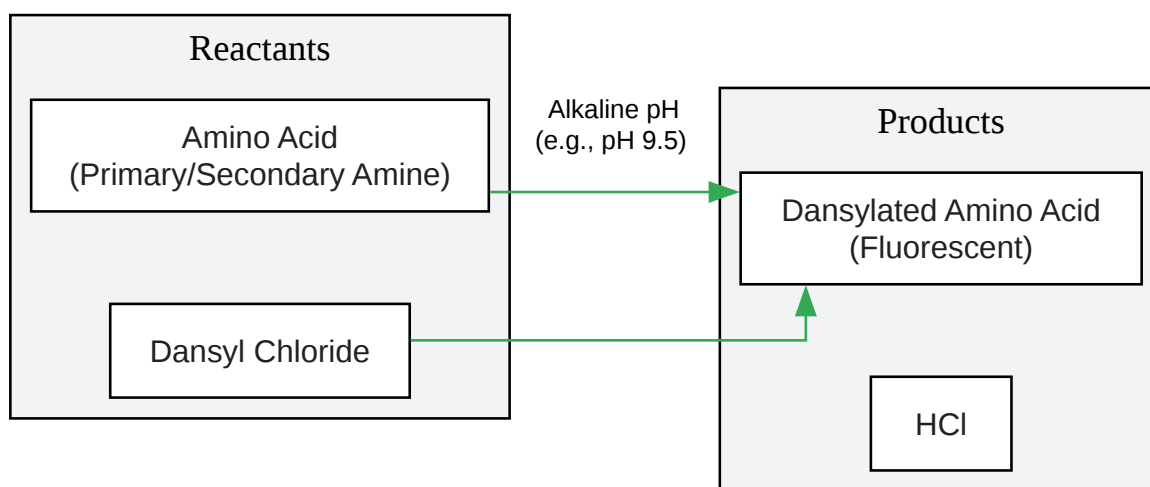 Reactants
Amino Acid
(Primary/Secondary Amine)
Dansyl Chloride
Alkaline pH
(e.g., pH 9.5)
Products
Dansylated Amino Acid
(Fluorescent)
HCl